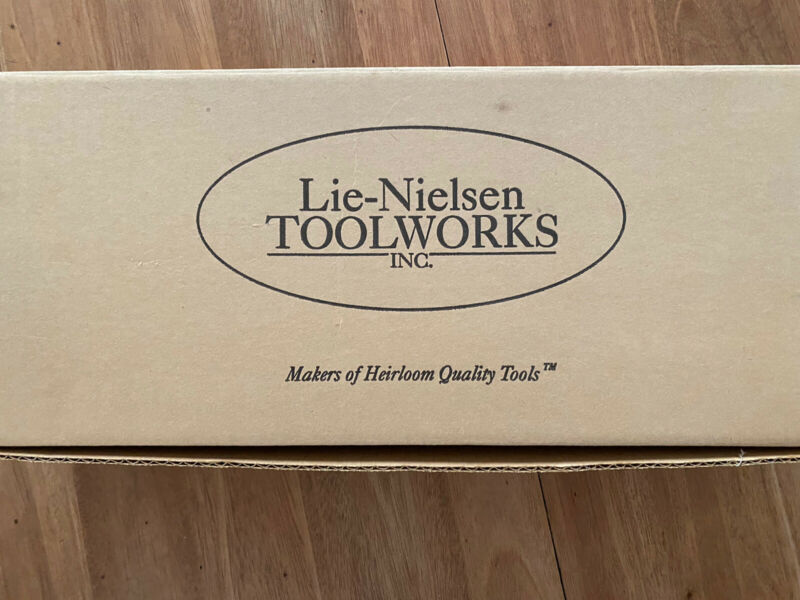 Lie-Nielsen
TOOLWORKS
INC.
Makers of Heirloom Quality Tools™